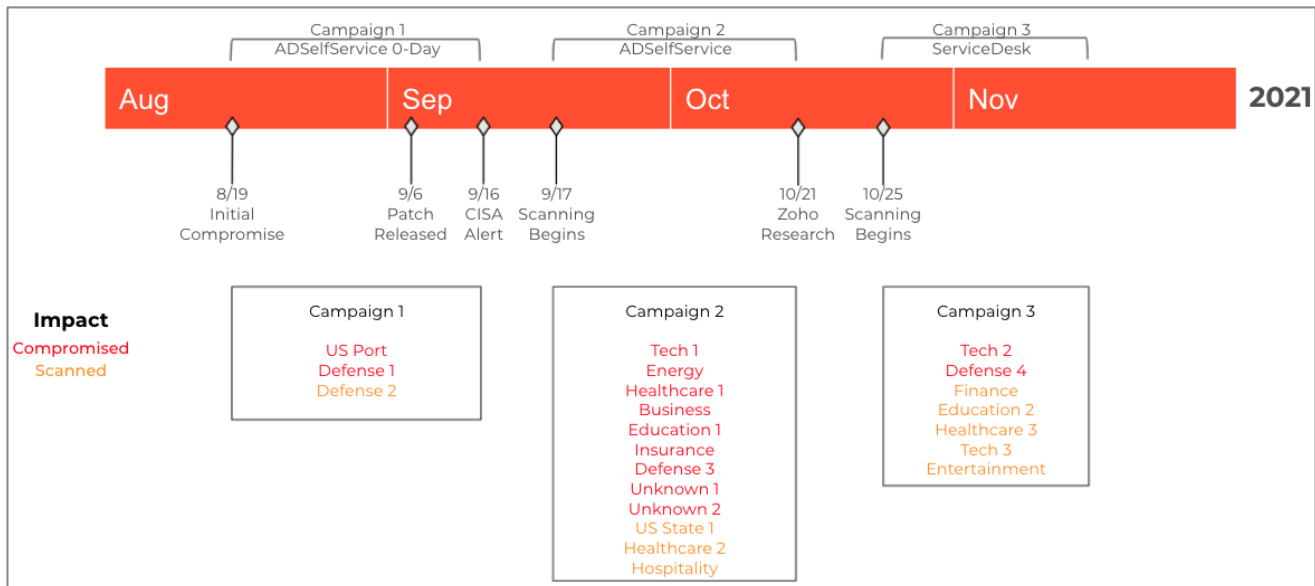 Campaign 1
ADSelfService 0-Day
Campaign 2
ADSelfService
Campaign 3
ServiceDesk
Aug
Sep
Oct
Nov
2021
8/19
Initial
Compromise
9/6
Patch
Released
9/16
CISA
Alert
9/17
Scanning
Begins
10/21
Zoho
Research
10/25
Scanning
Begins
Impact
Compromised
Scanned
Campaign 1
US Port
Defense 1
Defense 2
Campaign 2
Tech 1
Energy
Healthcare 1
Business
Education 1
Insurance
Defense 3
Unknown 1
Unknown 2
US State 1
Healthcare 2
Hospitality
Campaign 3
Tech 2
Defense 4
Finance
Education 2
Healthcare 3
Tech 3
Entertainment